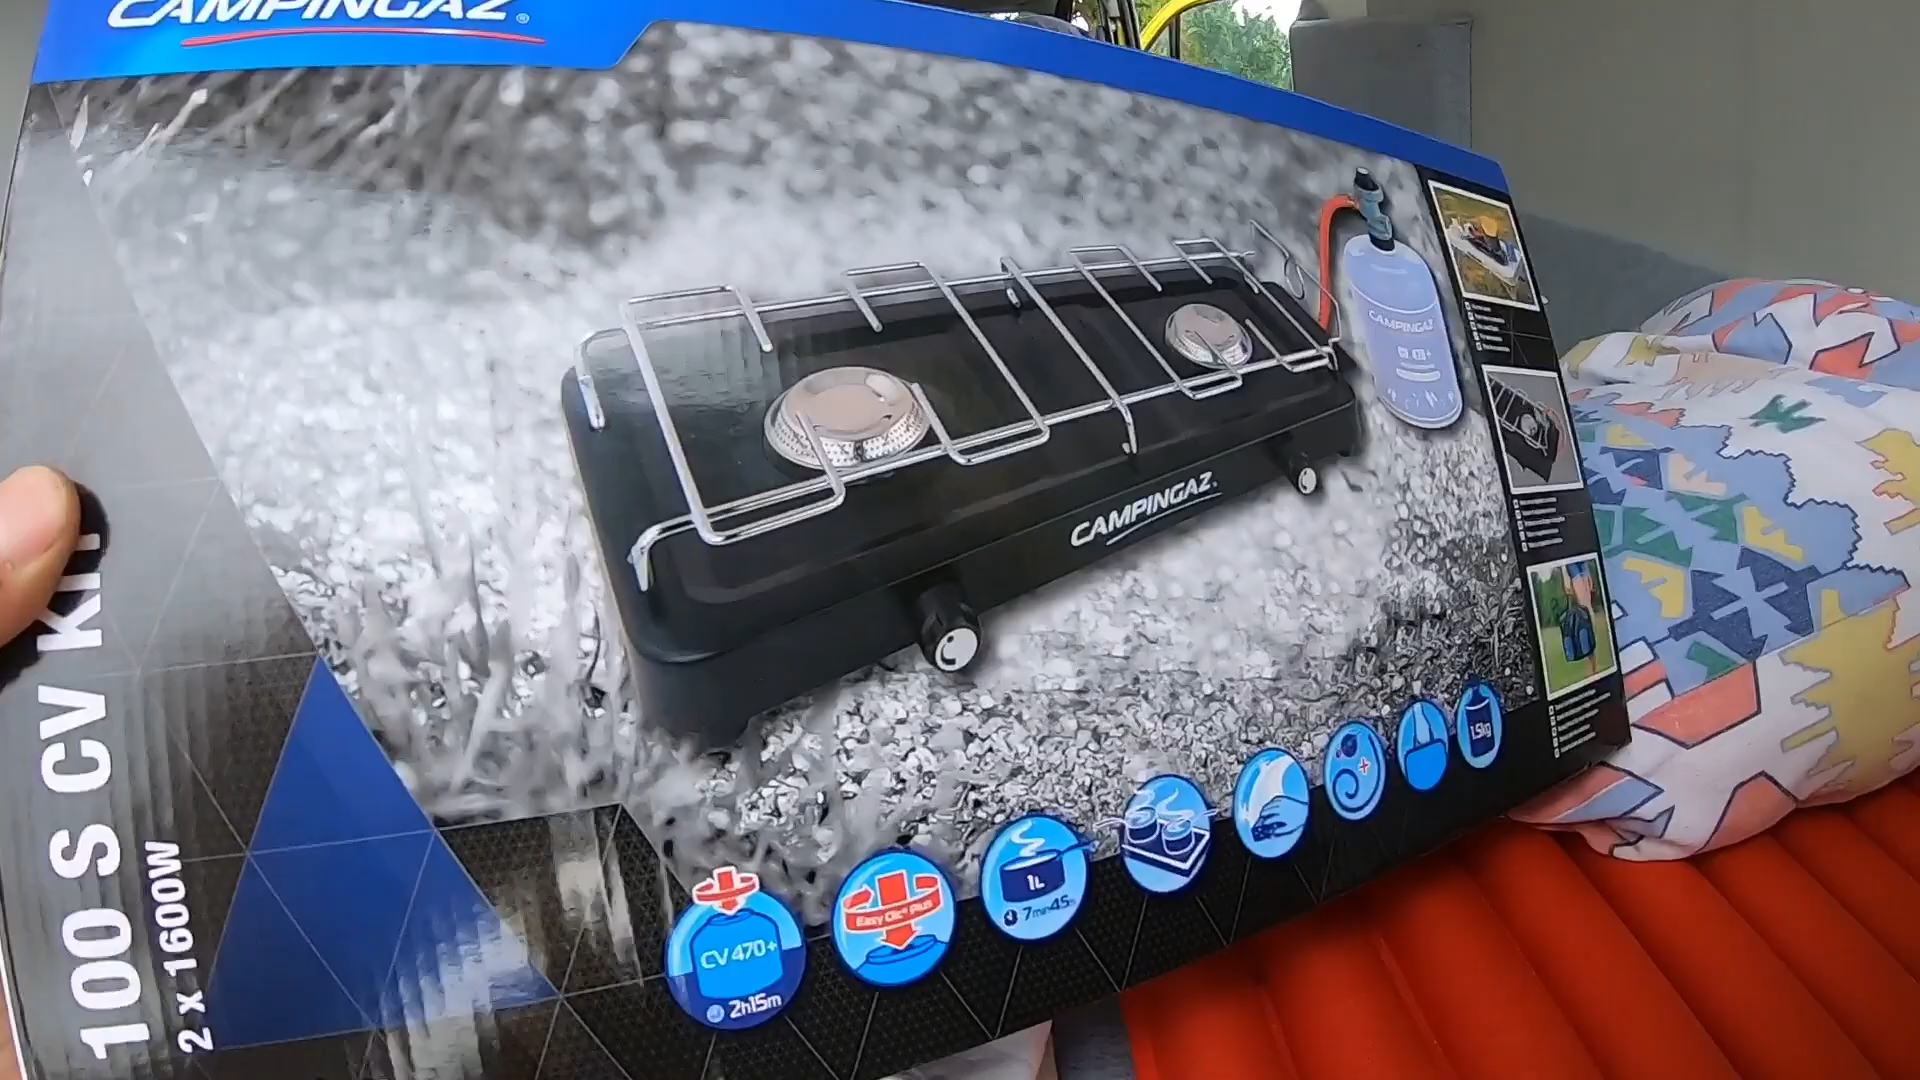 CAMPINGAZ®
CAMPINGAZ
CAMPINGAZ®
100 S CV KIT
2 x 1600W
CV 470+
2h15m
Easy Clic® Plus
1L
7min45s
1.5kg